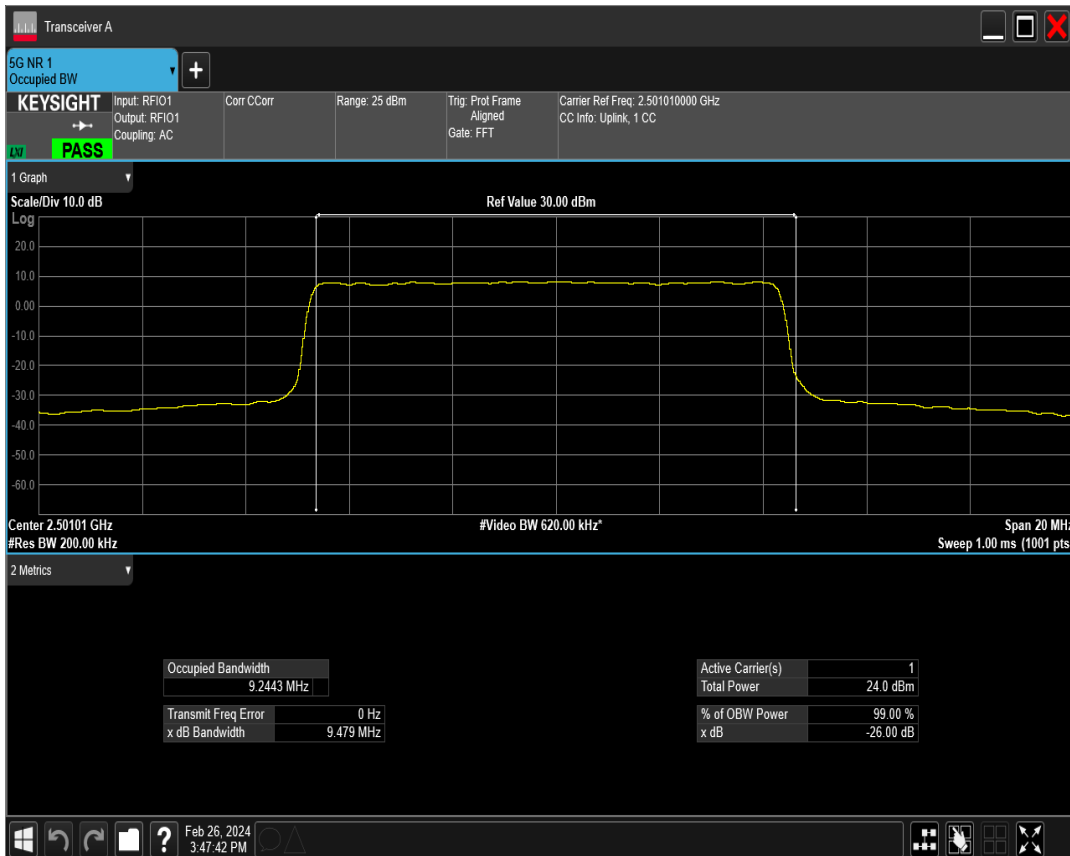 Transceiver A
5G NR 1
Occupied BW
+
KEYSIGHT
LXI
PASS
Input: RFIO1
Output: RFIO1
Coupling: AC
Corr CCorr
Range: 25 dBm
Trig: Prot Frame
Aligned
Gate: FFT
Carrier Ref Freq: 2.501010000 GHz
CC Info: Uplink, 1 CC
1 Graph
Scale/Div 10.0 dB
Ref Value 30.00 dBm
Log
20.0
10.0
0.00
-10.0
-20.0
-30.0
-40.0
-50.0
-60.0
Center 2.50101 GHz
#Video BW 620.00 kHz*
Span 20 MHz
#Res BW 200.00 kHz
Sweep 1.00 ms (1001 pts
2 Metrics
Occupied Bandwidth
9.2443 MHz
Transmit Freq Error 0 Hz
x dB Bandwidth 9.479 MHz
Active Carrier(s) 1
Total Power 24.0 dBm
% of OBW Power 99.00 %
x dB -26.00 dB
?
Feb 26, 2024
3:47:42 PM